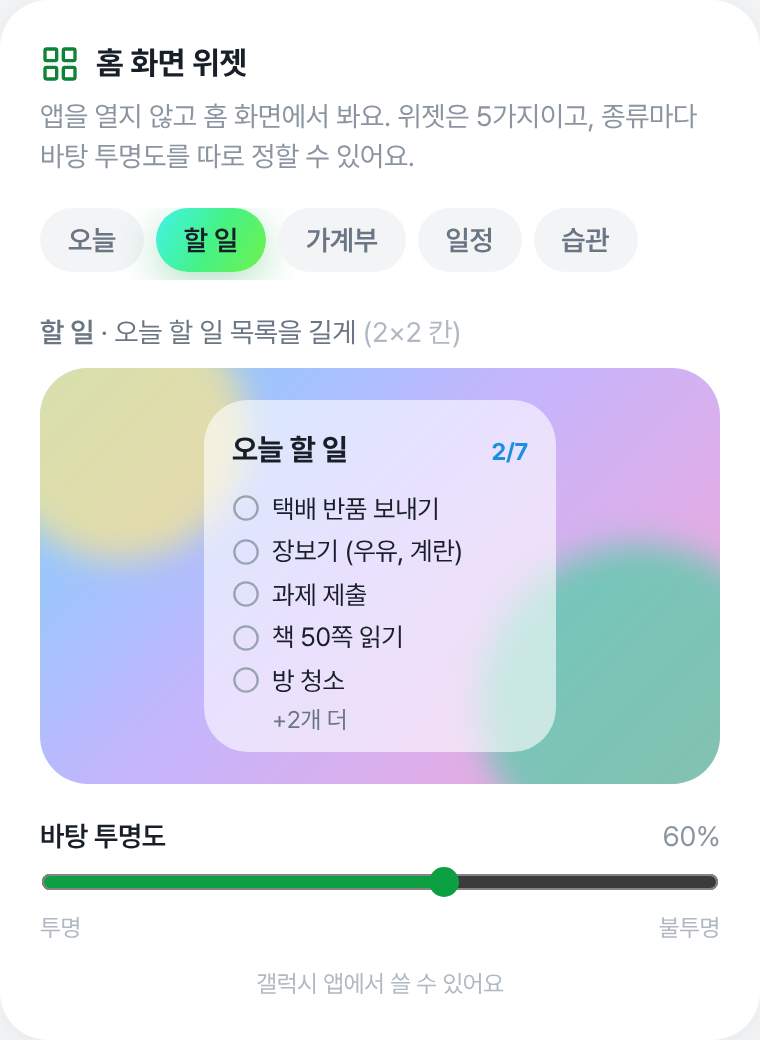 홈 화면 위젯
앱을 열지 않고 홈 화면에서 봐요. 위젯은 5가지이고, 종류마다
바탕 투명도를 따로 정할 수 있어요.
오늘 할 일 가계부 일정 습관
할 일 · 오늘 할 일 목록을 길게 (2×2 칸)
오늘 할 일 2/7
택배 반품 보내기
장보기 (우유, 계란)
과제 제출
책 50쪽 읽기
방 청소
+2개 더
바탕 투명도 60%
투명 불투명
갤럭시 앱에서 쓸 수 있어요